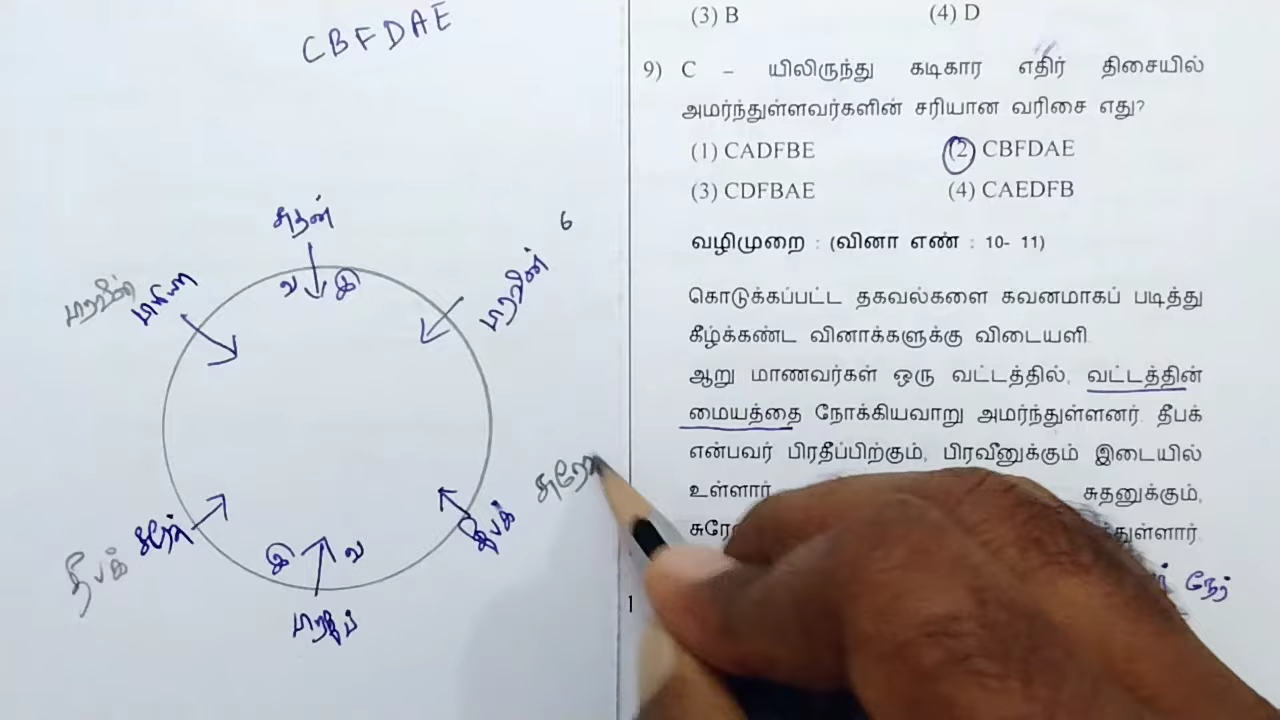 CBFDAE
சுதன்
பிரவீன்
பிரியா
பிரவீன்
வ இ
6
தீபக்
சுரேஷ்
இ வ
தீபக்
பிரதீப்
1
(3) B (4) D
9) C – யிலிருந்து கடிகார எதிர் திசையில்
அமர்ந்துள்ளவர்களின் சரியான வரிசை எது?
(1) CADFBE (2) CBFDAE
(3) CDFBAE (4) CAEDFB
வழிமுறை : (வினா எண் : 10- 11)
கொடுக்கப்பட்ட தகவல்களை கவனமாகப் படித்து
கீழ்க்கண்ட வினாக்களுக்கு விடையளி
ஆறு மாணவர்கள் ஒரு வட்டத்தில், வட்டத்தின்
மையத்தை நோக்கியவாறு அமர்ந்துள்ளனர். தீபக்
என்பவர் பிரதீப்பிற்கும், பிரவீனுக்கும் இடையில்
உள்ளார் சுதனுக்கும்,
நேர்